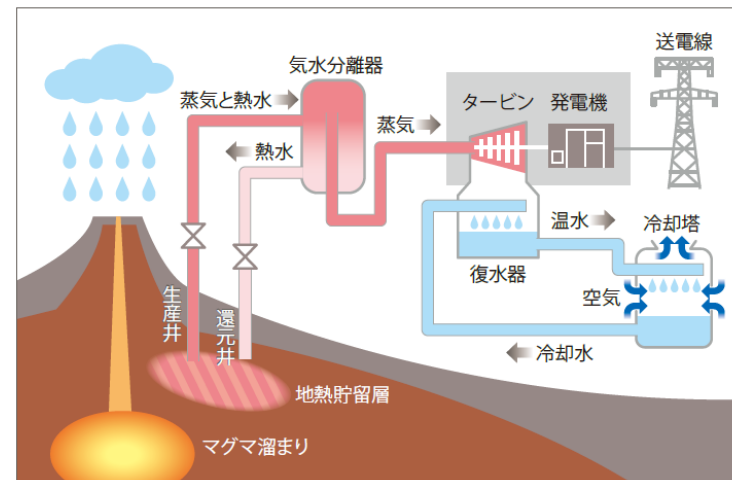 送電線
気水分離器
蒸気と熱水
タービン
発電機
蒸気
熱水
温水
冷却塔
復水器
空気
生産井
還元井
冷却水
地熱貯留層
マグマ溜まり